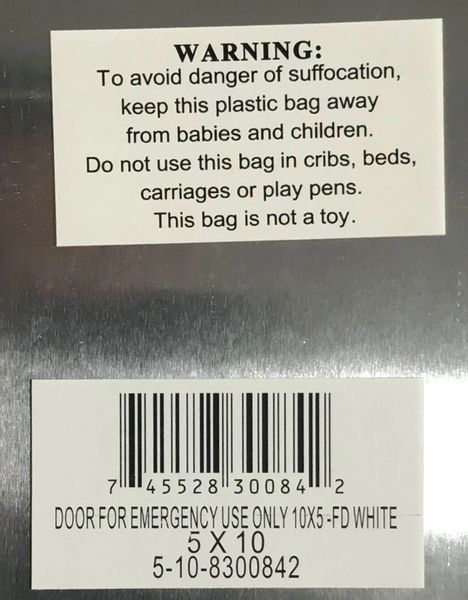 WARNING:
To avoid danger of suffocation,
keep this plastic bag away
from babies and children.
Do not use this bag in cribs, beds,
carriages or play pens.
This bag is not a toy.
7 45528 30084 2
DOOR FOR EMERGENCY USE ONLY 10X5-FD WHITE
5 X 10
5-10-8300842